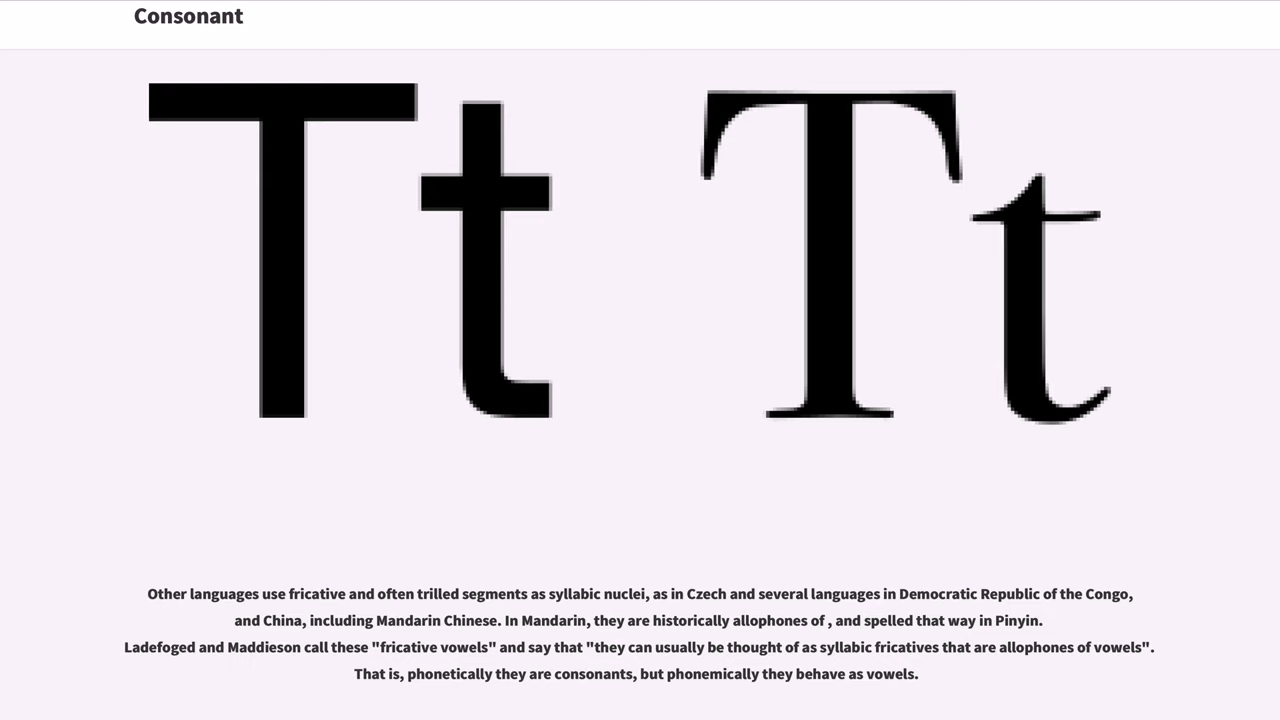 Consonant
Tt Tt
Other languages use fricative and often trilled segments as syllabic nuclei, as in Czech and several languages in Democratic Republic of the Congo,
and China, including Mandarin Chinese. In Mandarin, they are historically allophones of , and spelled that way in Pinyin.
Ladefoged and Maddieson call these "fricative vowels" and say that "they can usually be thought of as syllabic fricatives that are allophones of vowels".
That is, phonetically they are consonants, but phonemically they behave as vowels.